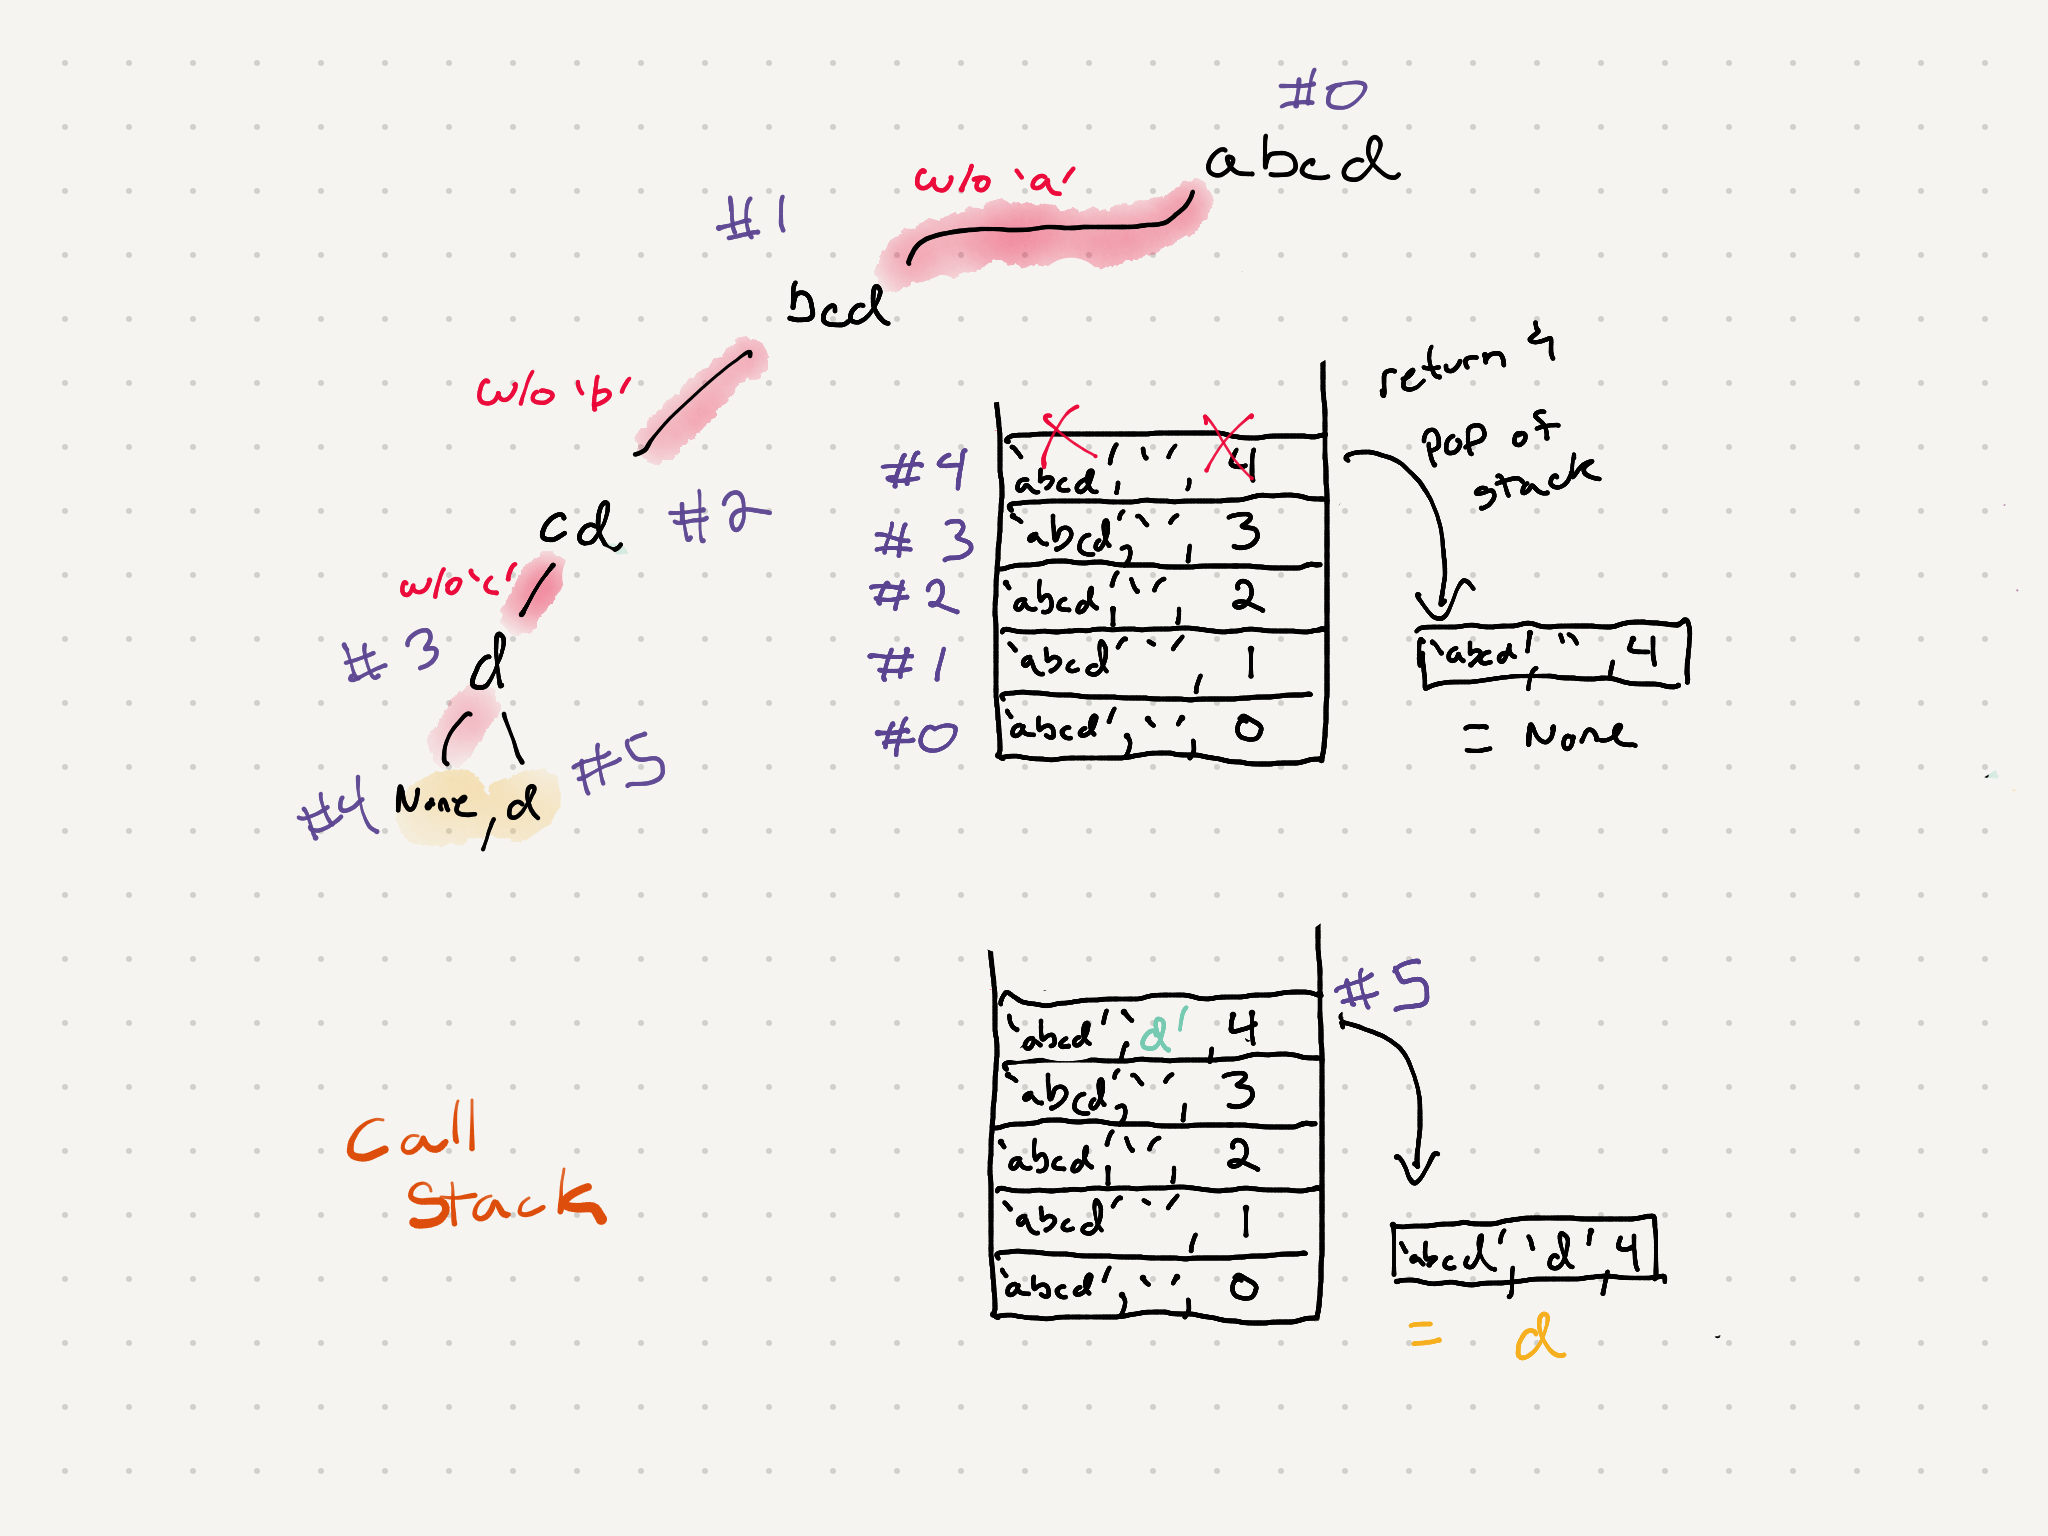 #0
abcd
w/o 'a'
#1
bcd
w/o 'b'
cd #2
w/o 'c'
#3
d
#4 None, d #5
return &
pop of
stack
#4 'abcd', '', 4
#3 'abcd', '', 3
#2 'abcd', '', 2
#1 'abcd' '', 1
#0 'abcd', '', 0
'abcd', '', 4
= None
#5
'abcd', 'd', 4
'abcd', '', 3
'abcd', '', 2
'abcd' '', 1
'abcd', '', 0
'abcd', 'd', 4
= d
Call
Stack